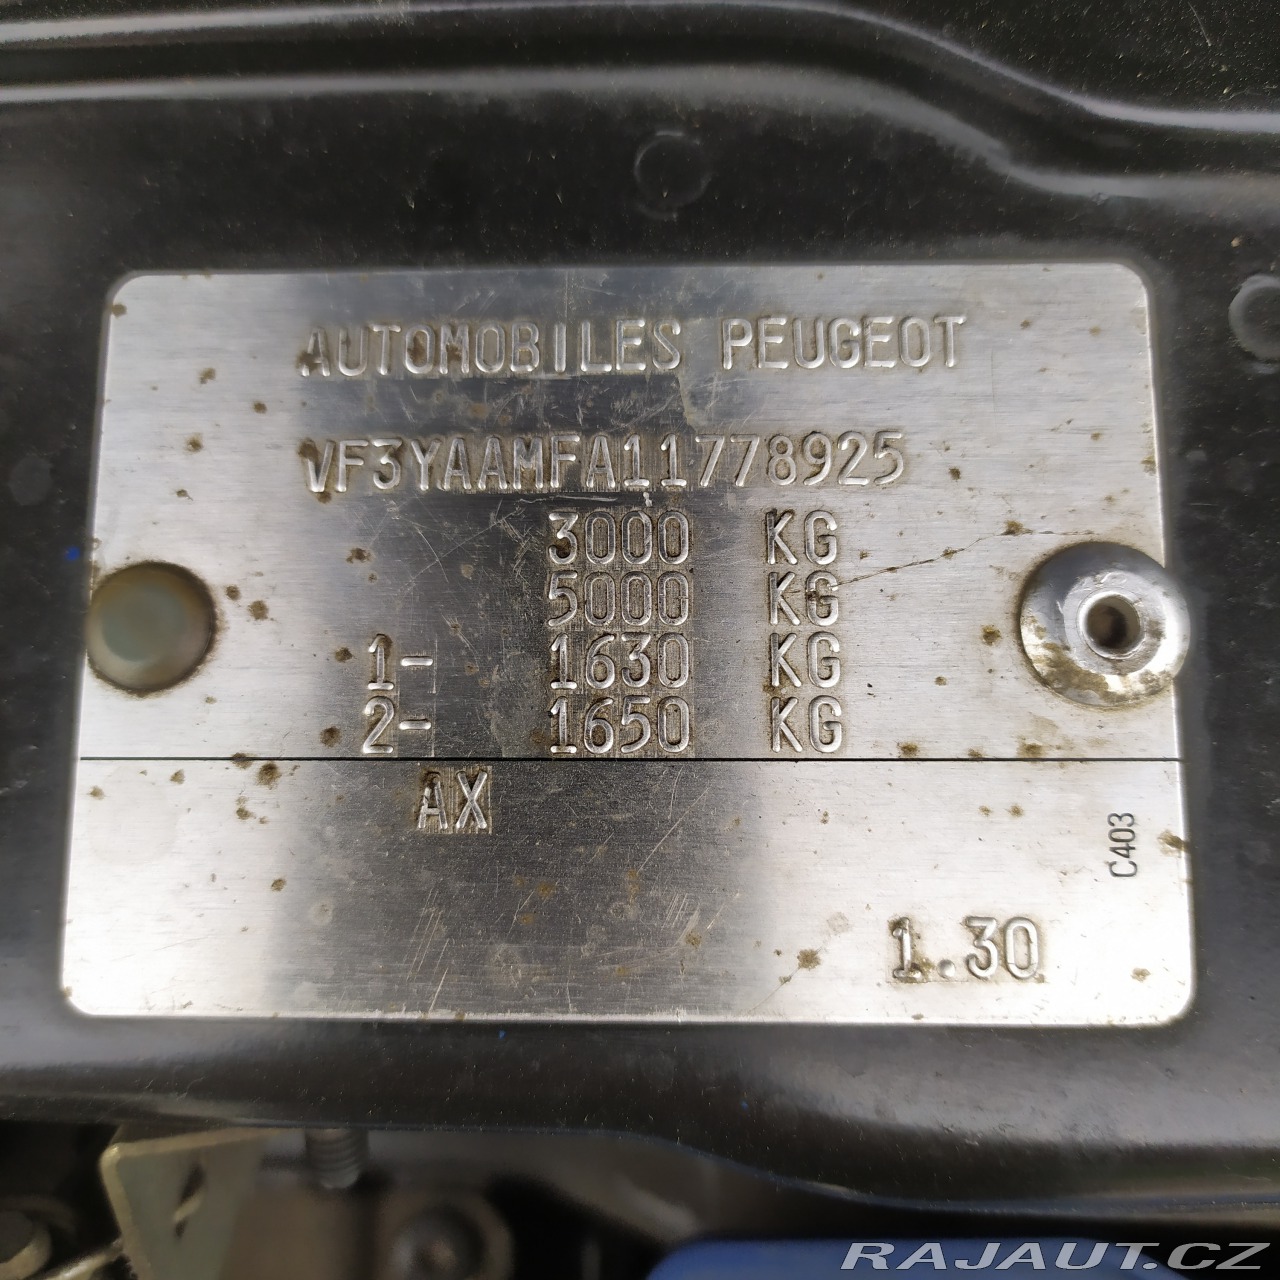 AUTOMOBILES PEUGEOT
VF3YAAMFA11778925
3000 KG
5000 KG
1- 1630 KG
2- 1650 KG
AX
C403
1.30
RAJAUT.CZ